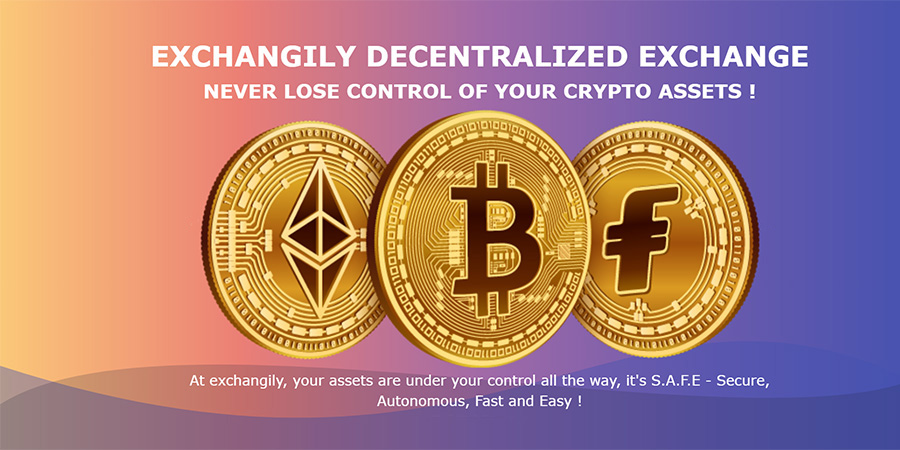 EXCHANGILY DECENTRALIZED EXCHANGE
NEVER LOSE CONTROL OF YOUR CRYPTO ASSETS !
At exchangily, your assets are under your control all the way, it's S.A.F.E - Secure,
Autonomous, Fast and Easy !